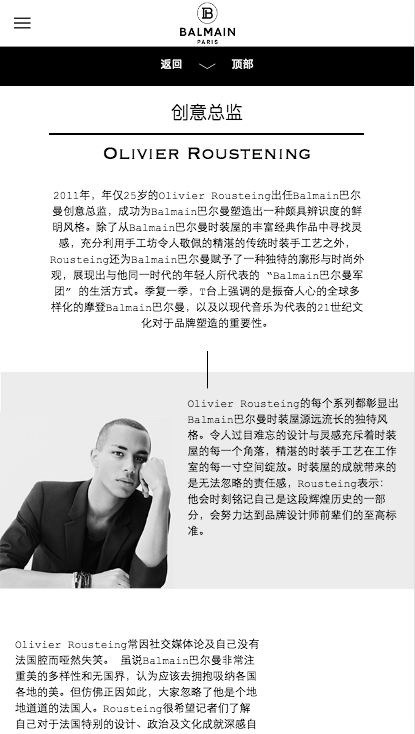 B
BALMAIN
PARIS
返回 顶部
创意总监
OLIVIER ROUSTENING
2011年，年仅25岁的Olivier Rousteing出任Balmain巴尔
曼创意总监，成功为Balmain巴尔曼塑造出一种颇具辨识度的鲜
明风格。除了从Balmain巴尔曼时装屋的丰富经典作品中寻找灵
感，充分利用手工坊令人敬佩的精湛的传统时装手工艺之外，
Rousteing还为Balmain巴尔曼赋予了一种独特的廓形与时尚外
观，展现出与他同一时代的年轻人所代表的 “Balmain巴尔曼军
团” 的生活方式。季复一季，T台上强调的是振奋人心的全球多
样化的摩登Balmain巴尔曼，以及以现代音乐为代表的21世纪文
化对于品牌塑造的重要性。
Olivier Rousteing的每个系列都彰显出
Balmain巴尔曼时装屋源远流长的独特风
格。令人过目难忘的设计与灵感充斥着时装
屋的每一个角落，精湛的时装手工艺在工作
室的每一寸空间绽放。时装屋的成就带来的
是无法忽略的责任感，Rousteing表示：
他会时刻铭记自己是这段辉煌历史的一部
分，会努力达到品牌设计师前辈们的至高标
准。
Olivier Rousteing常因社交媒体论及自己没有
法国腔而哑然失笑。 虽说Balmain巴尔曼非常注
重美的多样性和无国界，认为应该去拥抱吸纳各国
各地的美。但仿佛正因如此，大家忽略了他是个地
地道道的法国人。Rousteing很希望记者们了解
自己对于法国特别的设计、政治及文化成就深感自